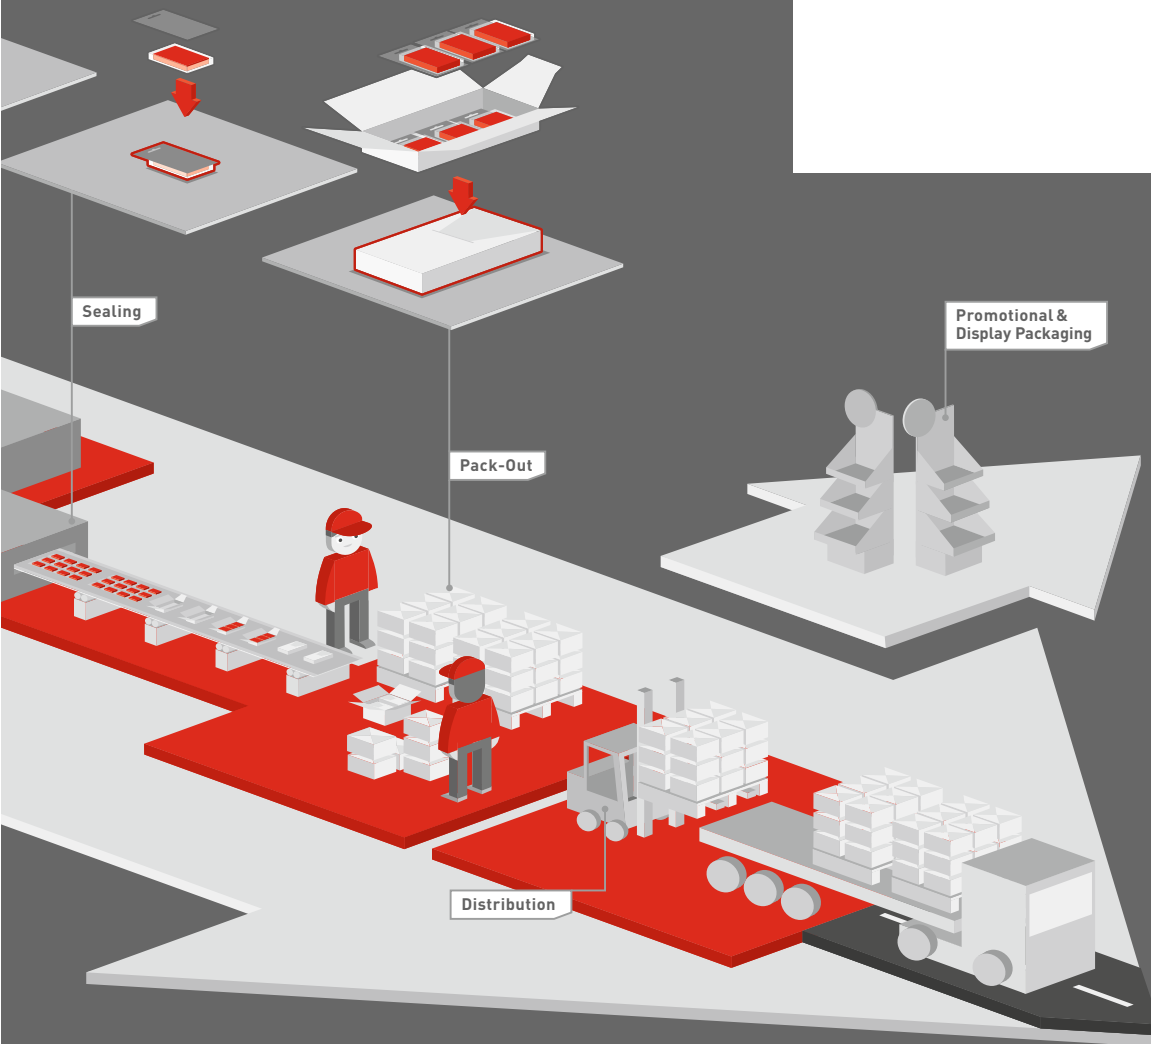 Sealing
Promotional &
Display Packaging
Pack-Out
Distribution